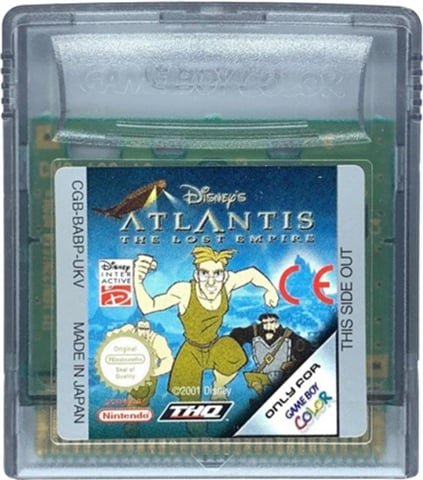 GAME BOY COLOR
Disney's
ATLANTIS
THE LOST EMPIRE
Disney
INTER
ACTIVE
CE
Original
Nintendo
Seal of
Quality
©2001 Disney
Nintendo
THQ
ONLY FOR
GAME BOY
COLOR
CGB-BABP-UKV
MADE IN JAPAN
THIS SIDE OUT